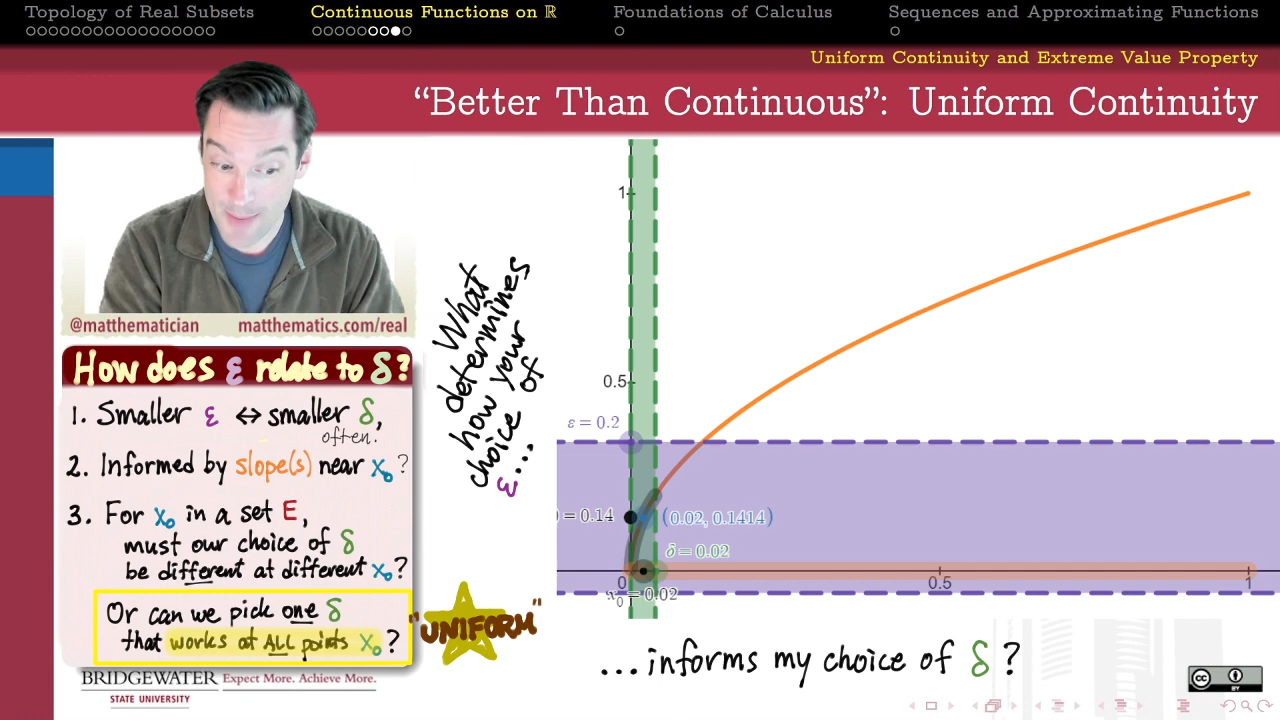 Topology of Real Subsets
Continuous Functions on ℝ
Foundations of Calculus
Sequences and Approximating Functions
Uniform Continuity and Extreme Value Property
“Better Than Continuous”: Uniform Continuity
@matthematician matthematics.com/real
How does ε relate to δ?
1. Smaller ε ↔ smaller δ,
often.
2. Informed by slope(s) near x₀?
3. For x₀ in a set E,
must our choice of δ
be different at different x₀?
Or can we pick one δ
that works at ALL points x₀?
"UNIFORM"
What
determines
how your
choice of
ε...
1
0.5
ε = 0.2
) = 0.14
(0.02, 0.1414)
δ = 0.02
0
0.5
1
x₀ = 0.02
...informs my choice of δ?
BRIDGEWATER
STATE UNIVERSITY
Expect More. Achieve More.
CC
BY